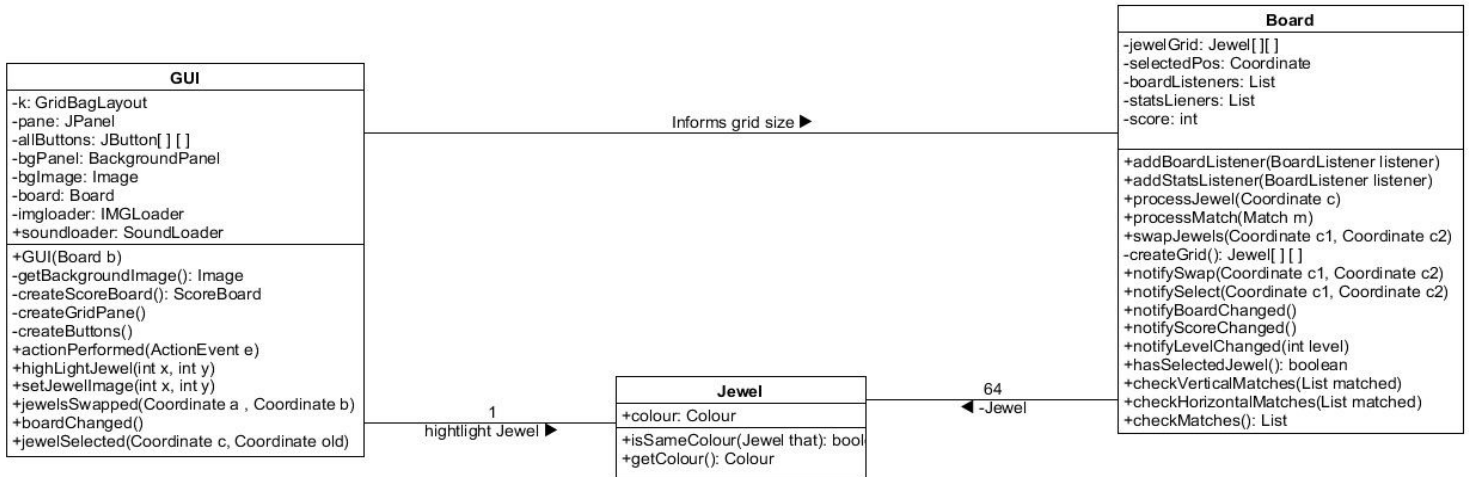 GUI
-k: GridBagLayout
-pane: JPanel
-allButtons: JButton[ ] [ ]
-bgPanel: BackgroundPanel
-bgImage: Image
-board: Board
-imgloader: IMGLoader
+soundloader: SoundLoader
+GUI(Board b)
-getBackgroundImage(): Image
-createScoreBoard(): ScoreBoard
-createGridPane()
-createButtons()
+actionPerformed(ActionEvent e)
+highLightJewel(int x, int y)
+setJewelImage(int x, int y)
+jewelsSwapped(Coordinate a , Coordinate b)
+boardChanged()
+jewelSelected(Coordinate c, Coordinate old)
Informs grid size ▶
1
hightlight Jewel ▶
Jewel
+colour: Colour
+isSameColour(Jewel that): bool
+getColour(): Colour
64
◀ -Jewel
Board
-jewelGrid: Jewel[ ][ ]
-selectedPos: Coordinate
-boardListeners: List
-statsLieners: List
-score: int
+addBoardListener(BoardListener listener)
+addStatsListener(BoardListener listener)
+processJewel(Coordinate c)
+processMatch(Match m)
+swapJewels(Coordinate c1, Coordinate c2)
-createGrid(): Jewel[ ] [ ]
+notifySwap(Coordinate c1, Coordinate c2)
+notifySelect(Coordinate c1, Coordinate c2)
+notifyBoardChanged()
+notifyScoreChanged()
+notifyLevelChanged(int level)
+hasSelectedJewel(): boolean
+checkVerticalMatches(List matched)
+checkHorizontalMatches(List matched)
+checkMatches(): List